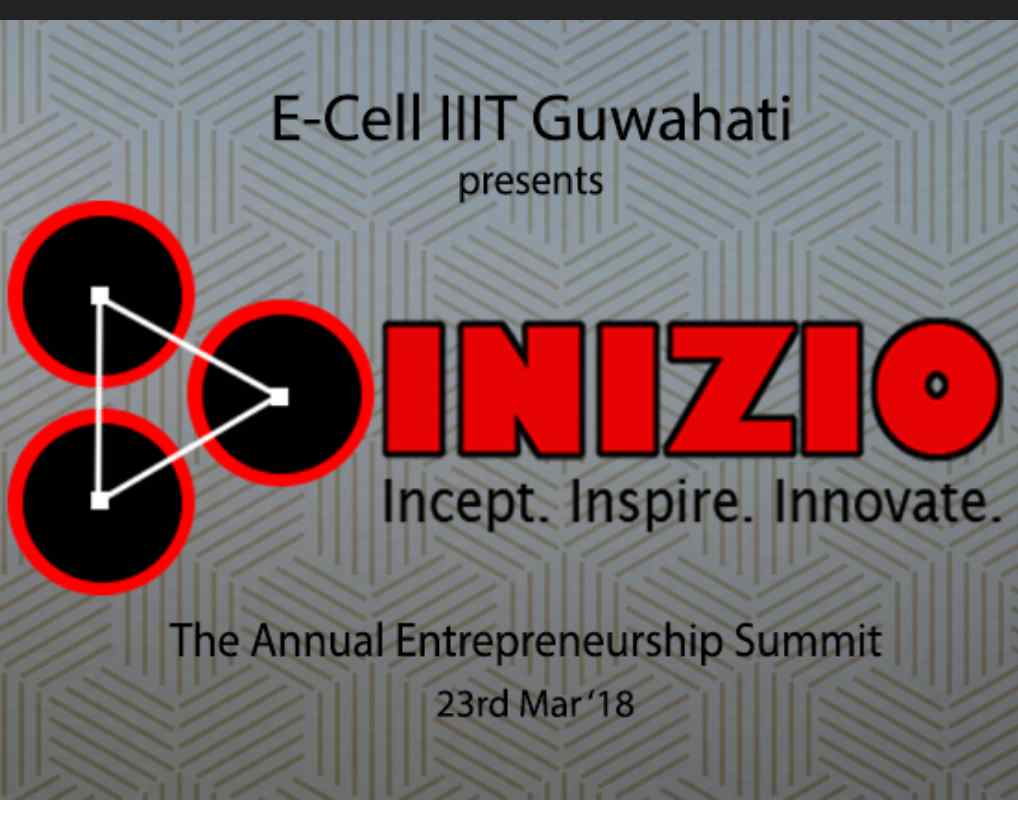 E-Cell IIIT Guwahati
presents
INIZIO
Incept. Inspire. Innovate.
The Annual Entrepreneurship Summit
23rd Mar ‘18